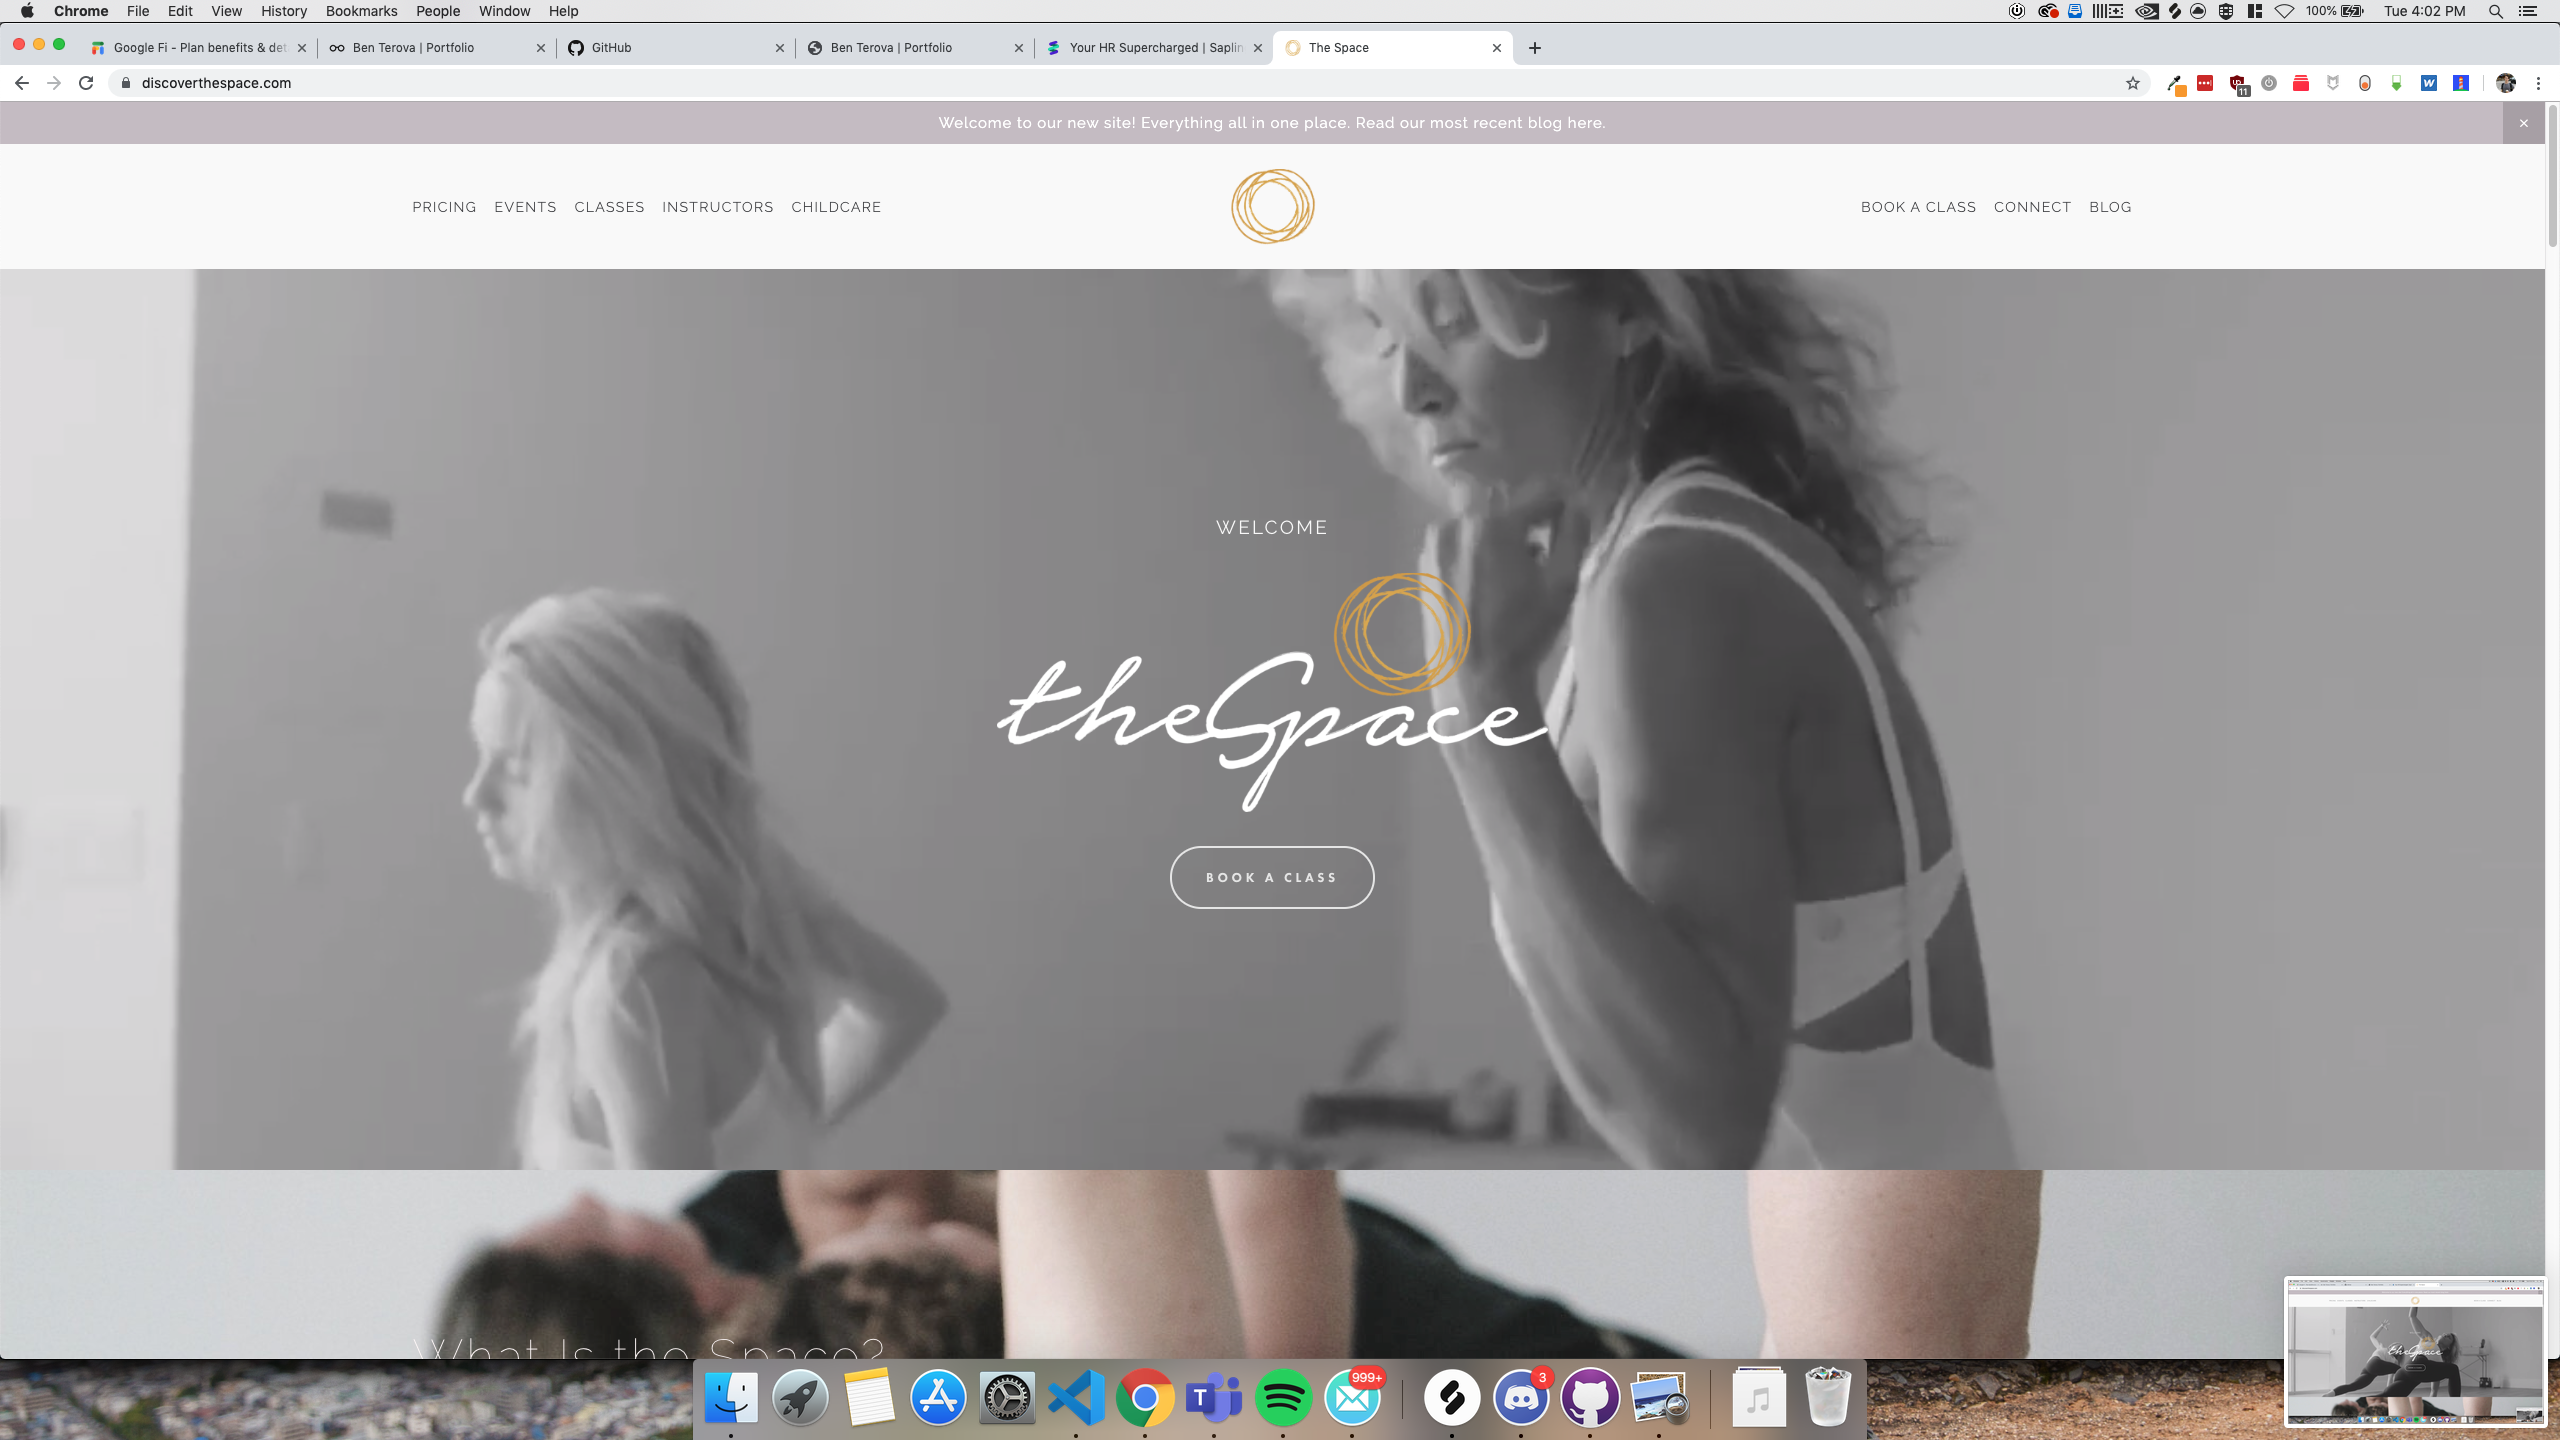 Chrome File Edit View History Bookmarks People Window Help
100% Tue 4:02 PM
Google Fi - Plan benefits & det
Ben Terova | Portfolio
GitHub
Ben Terova | Portfolio
Your HR Supercharged | Saplin
The Space
discoverthespace.com
11
Welcome to our new site! Everything all in one place. Read our most recent blog here.
PRICING EVENTS CLASSES INSTRUCTORS CHILDCARE
BOOK A CLASS CONNECT BLOG
WELCOME
theSpace
BOOK A CLASS
What Is the Space?
theSpace
999+
3